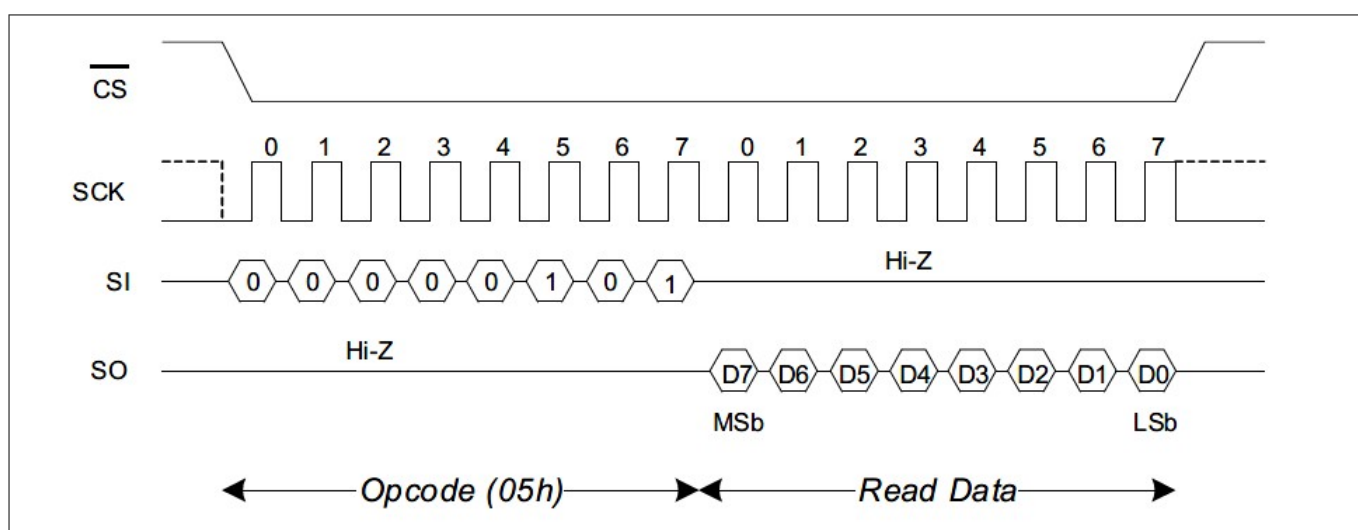 CS
0 1 2 3 4 5 6 7 0 1 2 3 4 5 6 7
SCK
Hi-Z
SI 0 0 0 0 0 1 0 1
Hi-Z
SO D7 D6 D5 D4 D3 D2 D1 D0
MSb LSb
Opcode (05h) Read Data